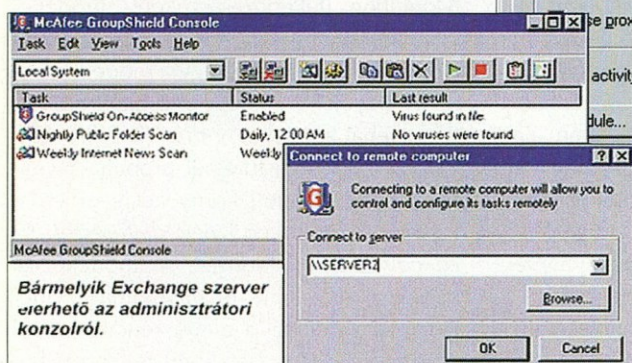 McAfee GroupShield Console
Task Edit View Tools Help
Local System
Task Status Last result
GroupShield On-Access Monitor Enabled Virus found in file
Nightly Public Folder Scan Daily, 12:00 AM No viruses were found
Weekly Internet News Scan Weekly
McAfee GroupShield Console
se prox
activit
dule...
Connect to remote computer
Connecting to a remote computer will allow you to
control and configure its tasks remotely
Connect to server
\\SERVER2
Browse...
OK Cancel
Bármelyik Exchange szerver
elérhető az adminisztrátori
konzolról.